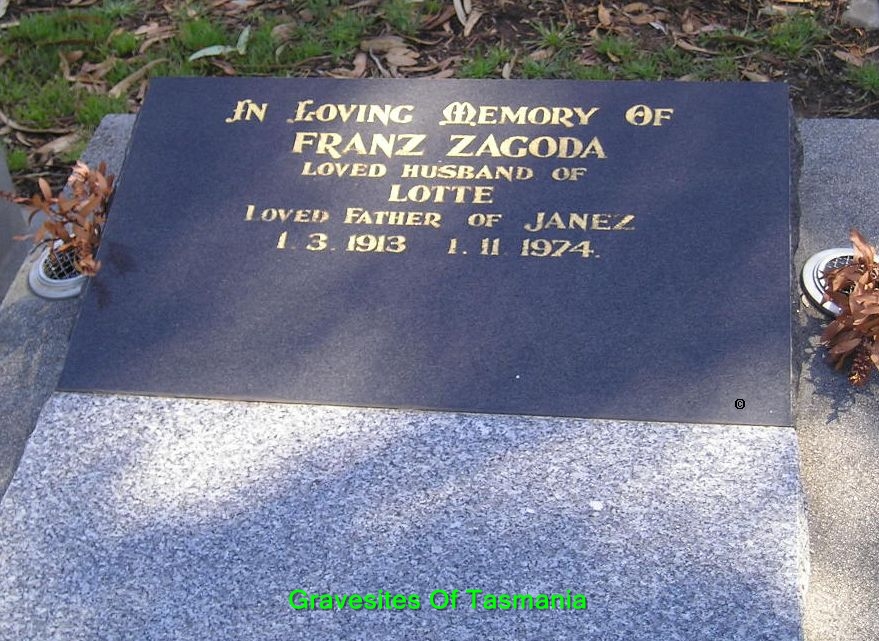 In Loving Memory Of
FRANZ ZAGODA
LOVED HUSBAND OF
LOTTE
LOVED FATHER OF JANEZ
1. 3. 1913 1. 11. 1974.
©
Gravesites Of Tasmania